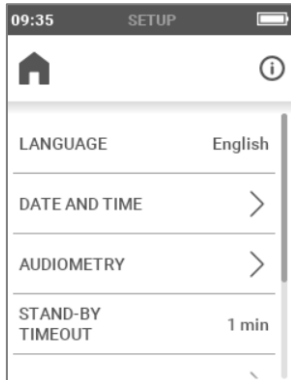 09:35 SETUP
LANGUAGE English
DATE AND TIME
AUDIOMETRY
STAND-BY
TIMEOUT 1 min